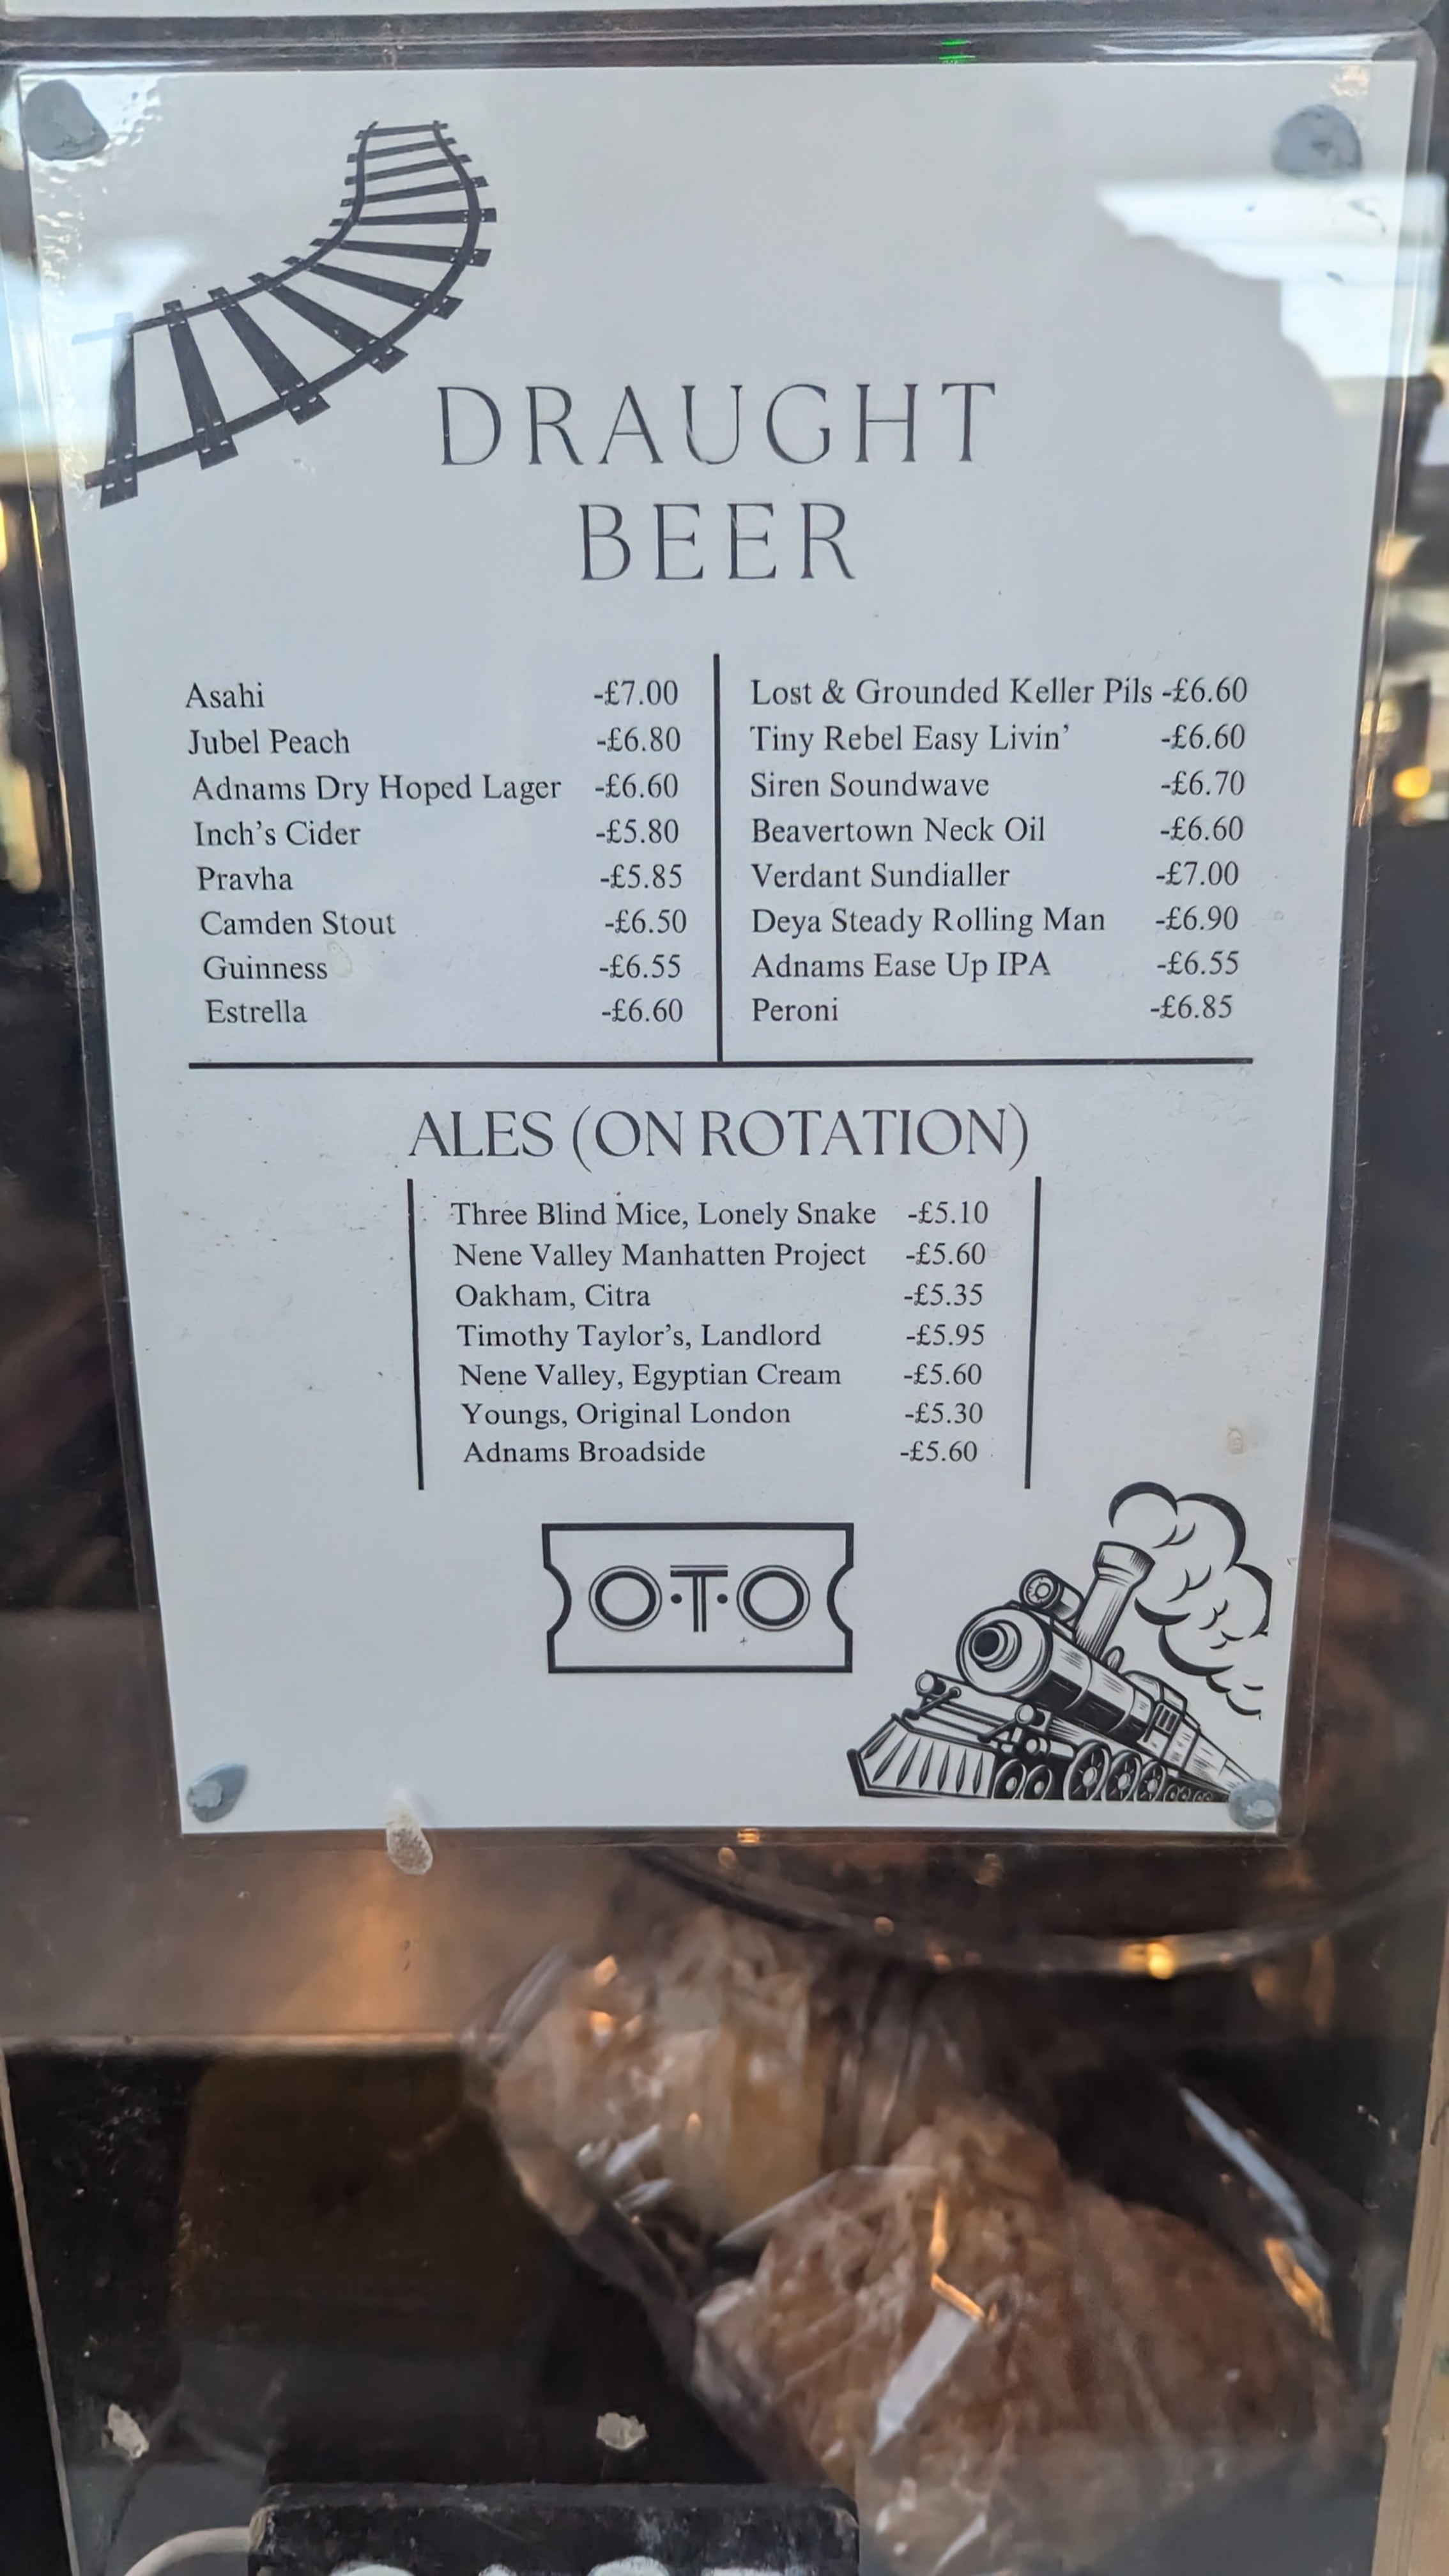 DRAUGHT
BEER
Asahi -£7.00
Jubel Peach -£6.80
Adnams Dry Hoped Lager -£6.60
Inch's Cider -£5.80
Pravha -£5.85
Camden Stout -£6.50
Guinness -£6.55
Estrella -£6.60
Lost & Grounded Keller Pils -£6.60
Tiny Rebel Easy Livin' -£6.60
Siren Soundwave -£6.70
Beavertown Neck Oil -£6.60
Verdant Sundialler -£7.00
Deya Steady Rolling Man -£6.90
Adnams Ease Up IPA -£6.55
Peroni -£6.85
ALES (ON ROTATION)
Three Blind Mice, Lonely Snake -£5.10
Nene Valley Manhatten Project -£5.60
Oakham, Citra -£5.35
Timothy Taylor's, Landlord -£5.95
Nene Valley, Egyptian Cream -£5.60
Youngs, Original London -£5.30
Adnams Broadside -£5.60
O·T·O